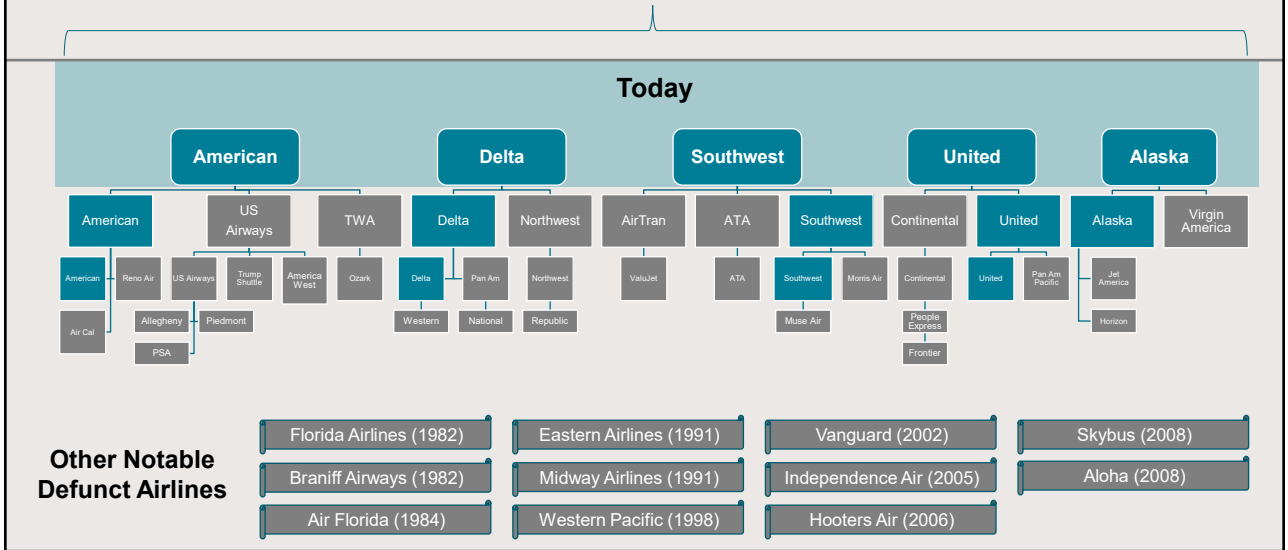 Today
American
Delta
Southwest
United
Alaska
American
US
Airways
TWA
Delta
Northwest
AirTran
ATA
Southwest
Continental
United
Alaska
Virgin
America
American
Reno Air
US Airways
Trump
Shuttle
America
West
Ozark
Delta
Pan Am
Northwest
ValuJet
ATA
Southwest
Morris Air
Continental
United
Pan Am
Pacific
Jet
America
Air Cal
Allegheny
Piedmont
Western
National
Republic
Muse Air
People
Express
Horizon
PSA
Frontier
Other Notable
Defunct Airlines
Florida Airlines (1982)
Eastern Airlines (1991)
Vanguard (2002)
Skybus (2008)
Braniff Airways (1982)
Midway Airlines (1991)
Independence Air (2005)
Aloha (2008)
Air Florida (1984)
Western Pacific (1998)
Hooters Air (2006)